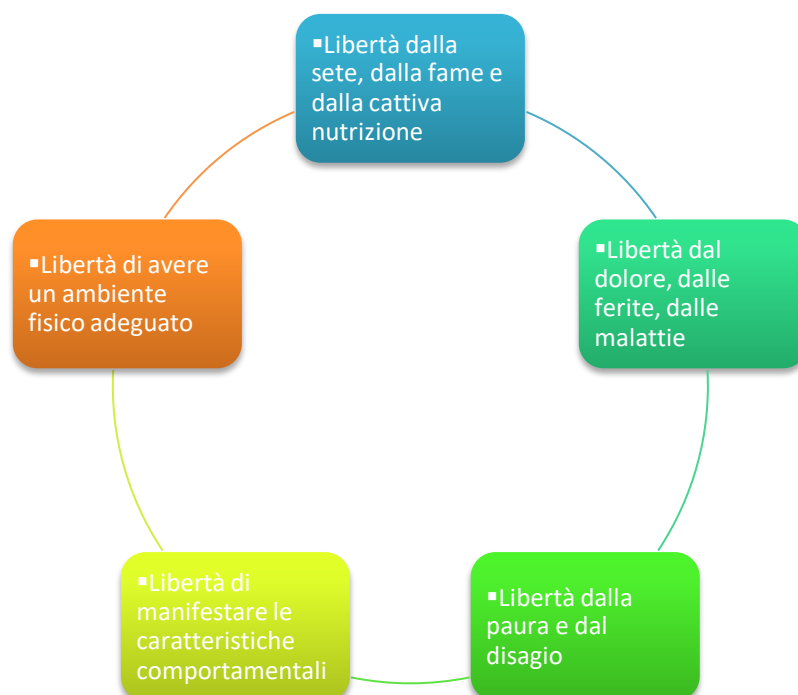 ▪Libertà dalla
sete, dalla fame e
dalla cattiva
nutrizione
▪Libertà dal
dolore, dalle
ferite, dalle
malattie
▪Libertà dalla
paura e dal
disagio
▪Libertà di
manifestare le
caratteristiche
comportamentali
▪Libertà di avere
un ambiente
fisico adeguato